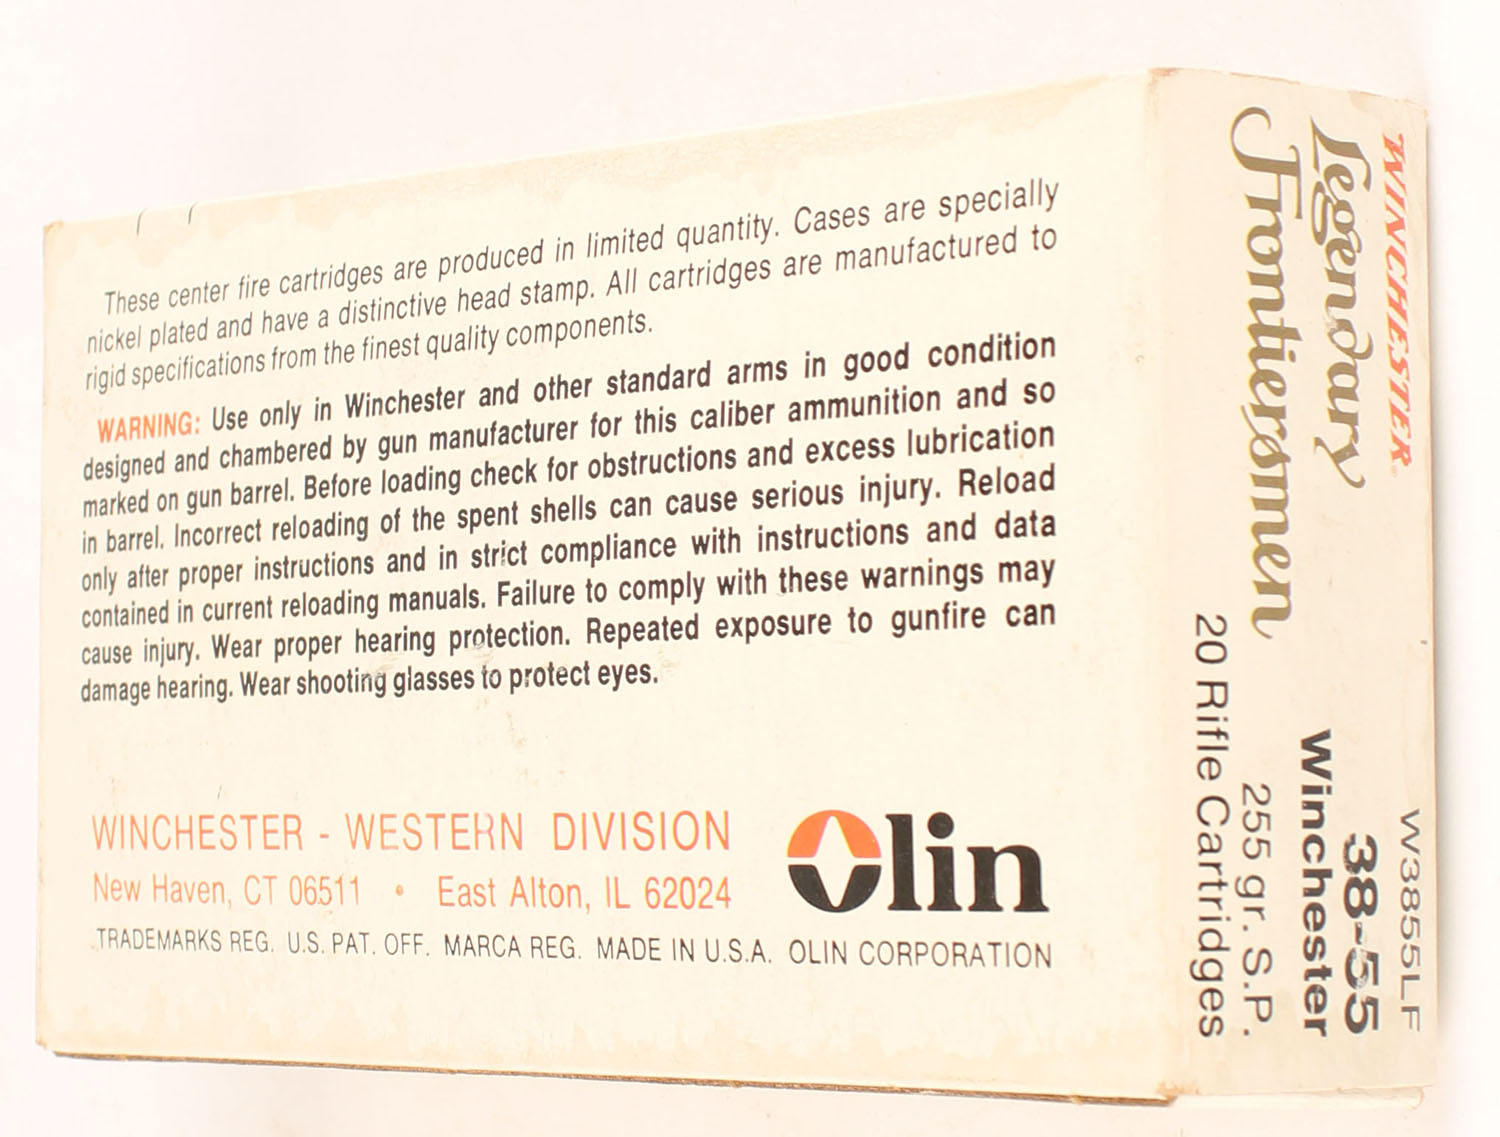 These center fire cartridges are produced in limited quantity. Cases are specially
nickel plated and have a distinctive head stamp. All cartridges are manufactured to
rigid specifications from the finest quality components.
WARNING: Use only in Winchester and other standard arms in good condition
designed and chambered by gun manufacturer for this caliber ammunition and so
marked on gun barrel. Before loading check for obstructions and excess lubrication
in barrel. Incorrect reloading of the spent shells can cause serious injury. Reload
only after proper instructions and in strict compliance with instructions and data
contained in current reloading manuals. Failure to comply with these warnings may
cause injury. Wear proper hearing protection. Repeated exposure to gunfire can
damage hearing. Wear shooting glasses to protect eyes.
WINCHESTER - WESTERN DIVISION
New Haven, CT 06511 • East Alton, IL 62024
Olin
TRADEMARKS REG. U.S. PAT. OFF. MARCA REG. MADE IN U.S.A. OLIN CORPORATION
WINCHESTER®
Legendary
Frontiersmen
W3855LF
38-55
Winchester
255 gr. S.P.
20 Rifle Cartridges